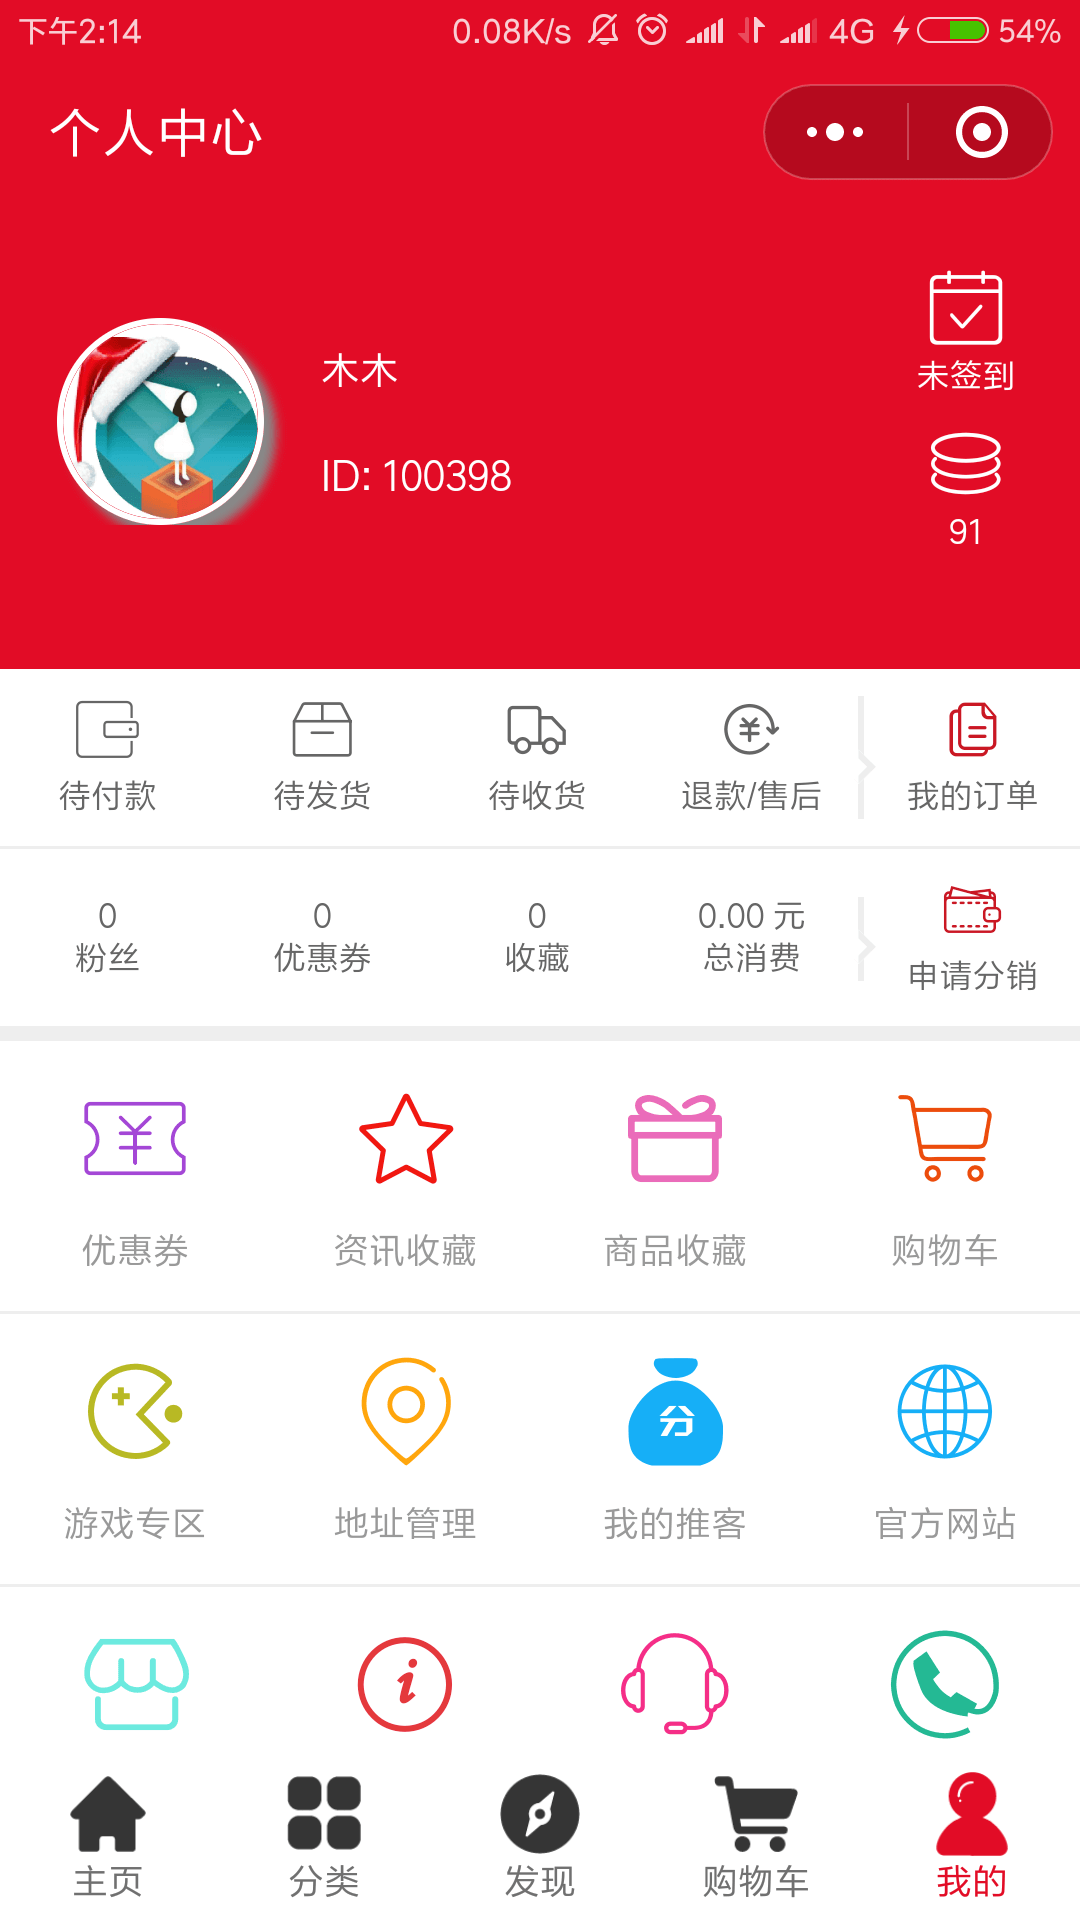 下午2:14 0.08K/s 4G 54%
个人中心
未签到
木木
ID: 100398
91
待付款 待发货 待收货 退款/售后 我的订单
¥
0 0 0 0.00 元
粉丝 优惠券 收藏 总消费 申请分销
¥
优惠券 资讯收藏 商品收藏 购物车
分
游戏专区 地址管理 我的推客 官方网站
i
主页 分类 发现 购物车 我的